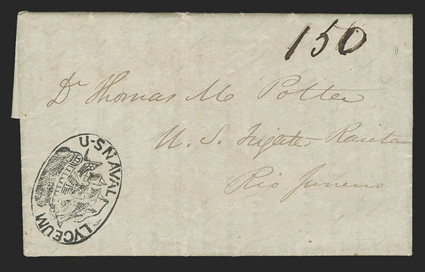 150
Dr Thomas M Potter
U. S. Frigate Raritan
Rio Janeiro
U·S NAVAL LYCEUM